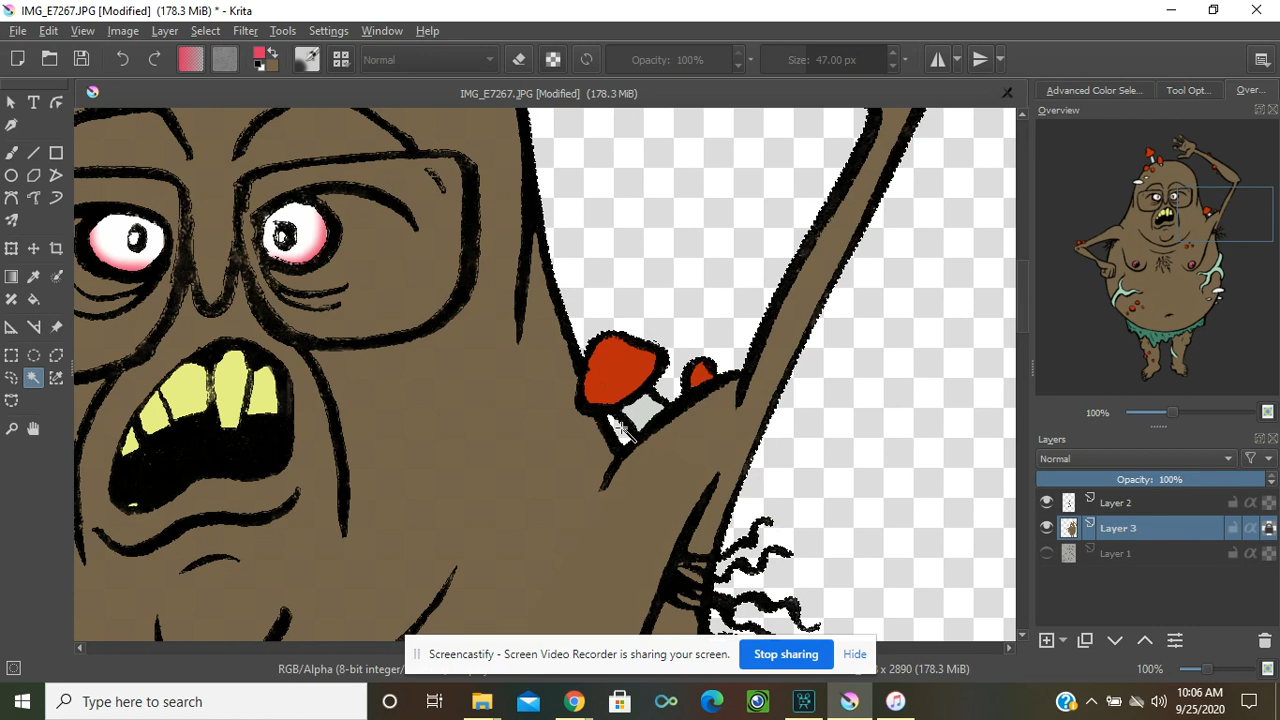 IMG_E7267.JPG [Modified] (178.3 MiB) * - Krita
File Edit View Image Layer Select Filter Tools Settings Window Help
Normal
Opacity: 100%
Size: 47.00 px
IMG_E7267.JPG [Modified] (178.3 MiB)
Advanced Color Sele... Tool Opt... Over...
Overview
100%
Layers
Normal
Opacity: 100%
Layer 2
Layer 3
Layer 1
Screencastify - Screen Video Recorder is sharing your screen. Stop sharing Hide
RGB/Alpha (8-bit integer/ x 2890 (178.3 MiB) 100%
Type here to search
10:06 AM
9/25/2020